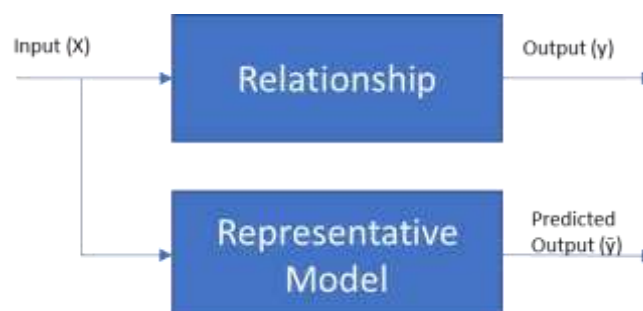 Input (X)
Relationship
Output (y)
Representative
Model
Predicted
Output (ȳ)